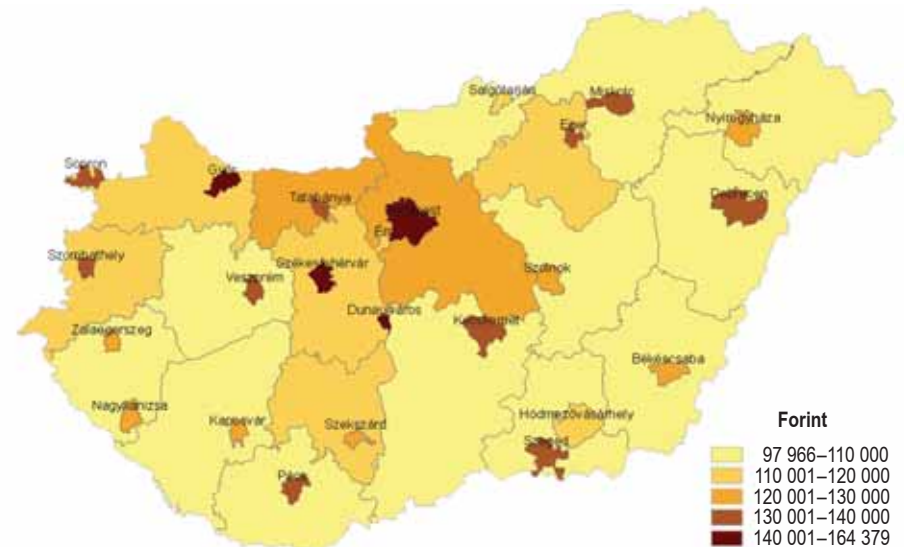 Salgótarján
Miskolc
Eger
Nyíregyháza
Sopron
Győr
Debrecen
Tatabánya
Szombathely
Székesfehérvár
Veszprém
Szolnok
Dunaújváros
Kecskemét
Zalaegerszeg
Békéscsaba
Nagykanizsa
Kaposvár
Szekszárd
Hódmezővásárhely
Szeged
Pécs
Forint
97 966–110 000
110 001–120 000
120 001–130 000
130 001–140 000
140 001–164 379